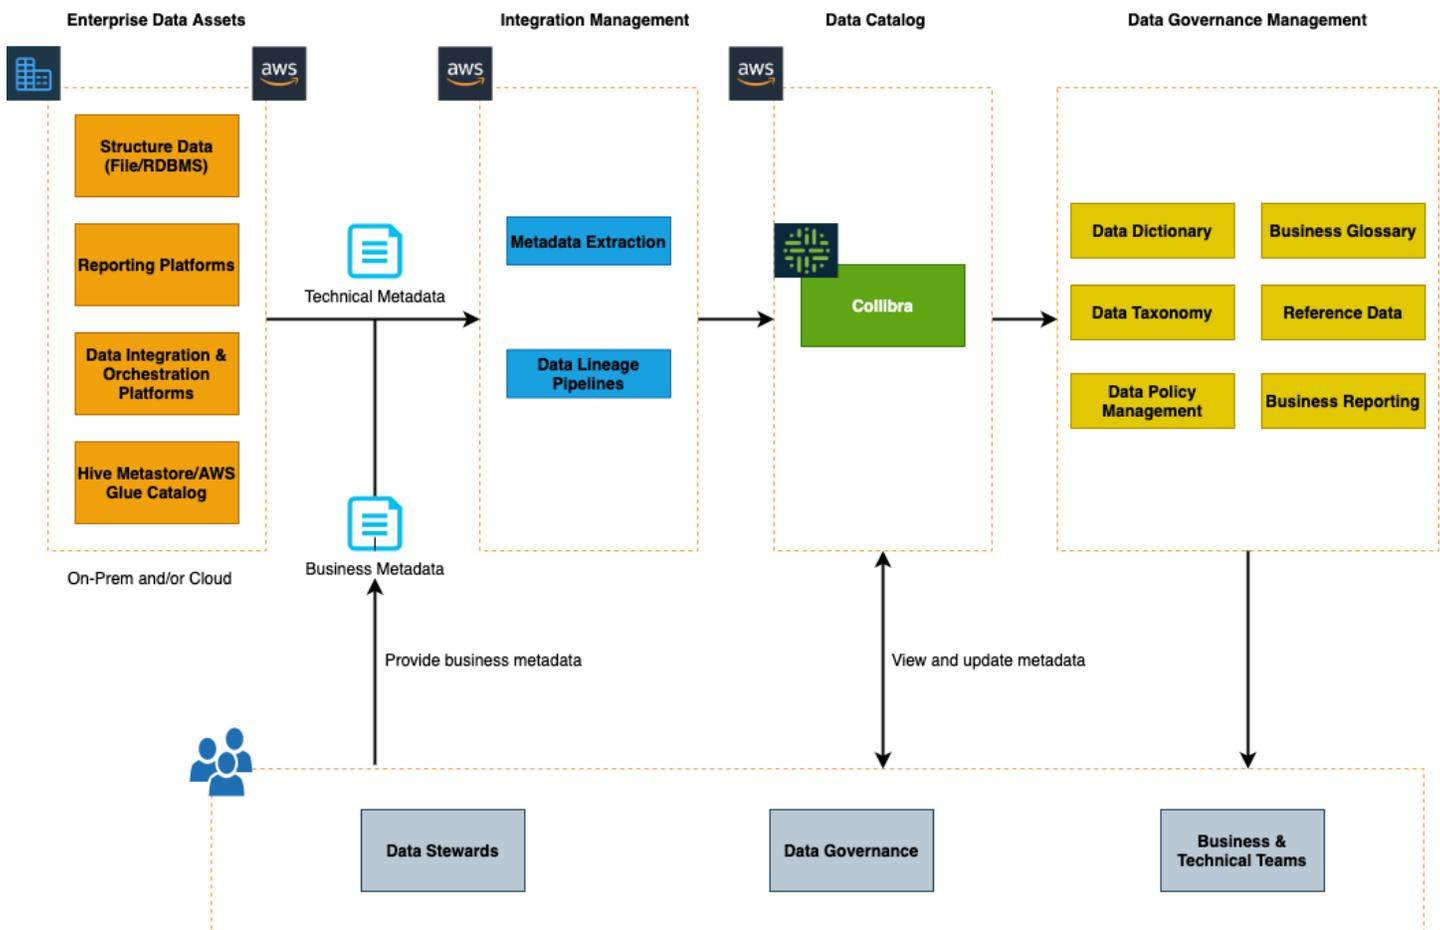 Enterprise Data Assets
Integration Management
Data Catalog
Data Governance Management
aws
aws
aws
Structure Data
(File/RDBMS)
Reporting Platforms
Data Integration &
Orchestration
Platforms
Hive Metastore/AWS
Glue Catalog
On-Prem and/or Cloud
Technical Metadata
Business Metadata
Provide business metadata
Metadata Extraction
Data Lineage
Pipelines
Collibra
View and update metadata
Data Dictionary
Business Glossary
Data Taxonomy
Reference Data
Data Policy
Management
Business Reporting
Data Stewards
Data Governance
Business &
Technical Teams